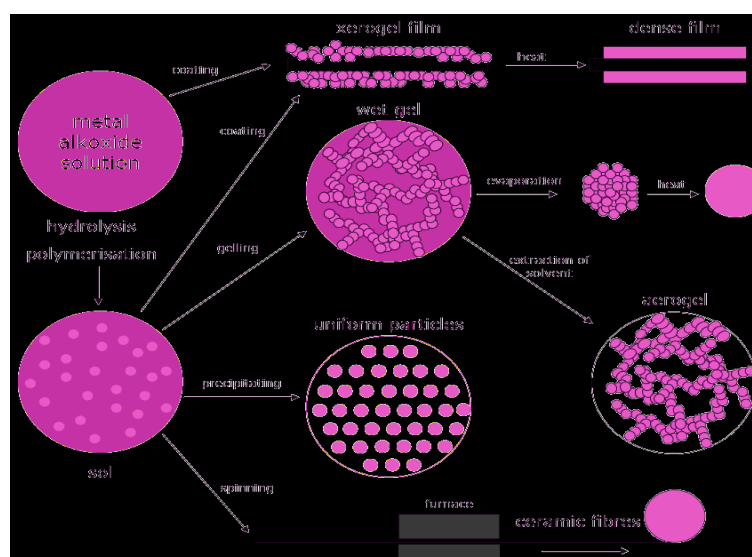 xerogel film
dense film
coating
heat
metal
alkoxide
solution
coating
wet gel
evaporation
heat
hydrolysis
polymerisation
gelling
extraction of
solvent
aerogel
uniform particles
precipitating
sol
spinning
furnace
ceramic fibres